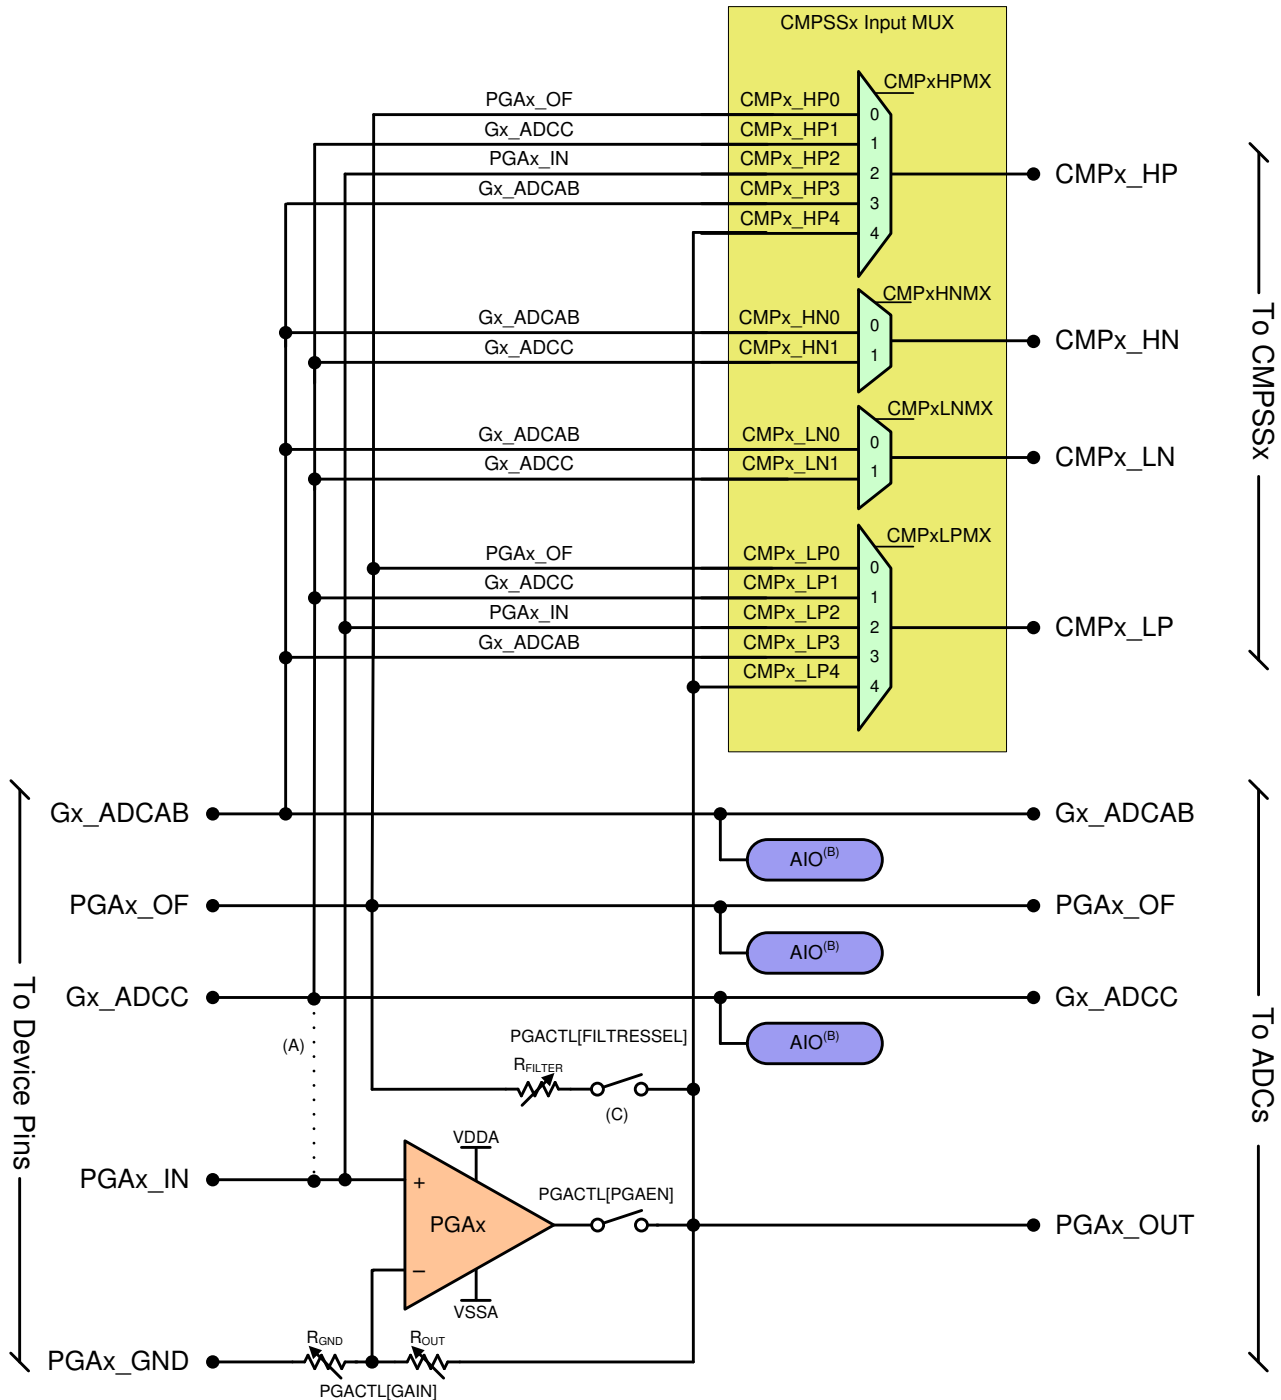 CMPSSx Input MUX
CMPxHPMX
PGAx_OF CMPx_HP0 0
Gx_ADCC CMPx_HP1 1
PGAx_IN CMPx_HP2 2 CMPx_HP
Gx_ADCAB CMPx_HP3 3
CMPx_HP4 4
CMPxHNMX
Gx_ADCAB CMPx_HN0 0
CMPx_HN
Gx_ADCC CMPx_HN1 1
CMPxLNMX
Gx_ADCAB CMPx_LN0 0
CMPx_LN
Gx_ADCC CMPx_LN1 1
CMPxLPMX
PGAx_OF CMPx_LP0 0
Gx_ADCC CMPx_LP1 1
PGAx_IN CMPx_LP2 2 CMPx_LP
Gx_ADCAB CMPx_LP3 3
CMPx_LP4 4
To CMPSSx
Gx_ADCAB Gx_ADCAB
AIO(B)
PGAx_OF PGAx_OF
AIO(B)
Gx_ADCC Gx_ADCC
AIO(B)
(A)
PGACTL[FILTRESSEL]
RFILTER
(C)
To Device Pins
To ADCs
VDDA
PGAx_IN +
PGACTL[PGAEN]
PGAx PGAx_OUT
−
VSSA
RGND ROUT
PGAx_GND
PGACTL[GAIN]